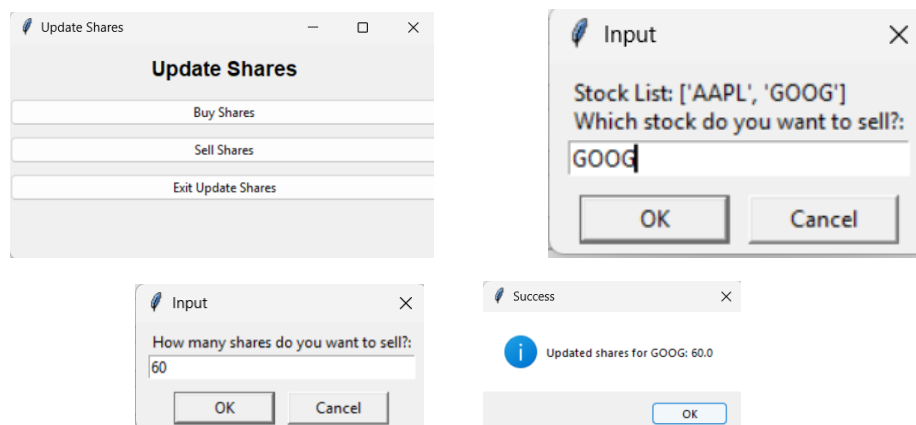 Update Shares
Update Shares
Buy Shares
Sell Shares
Exit Update Shares
Input
Stock List: ['AAPL', 'GOOG']
Which stock do you want to sell?:
GOOG
OK Cancel
Input
How many shares do you want to sell?:
60
OK Cancel
Success
Updated shares for GOOG: 60.0
OK